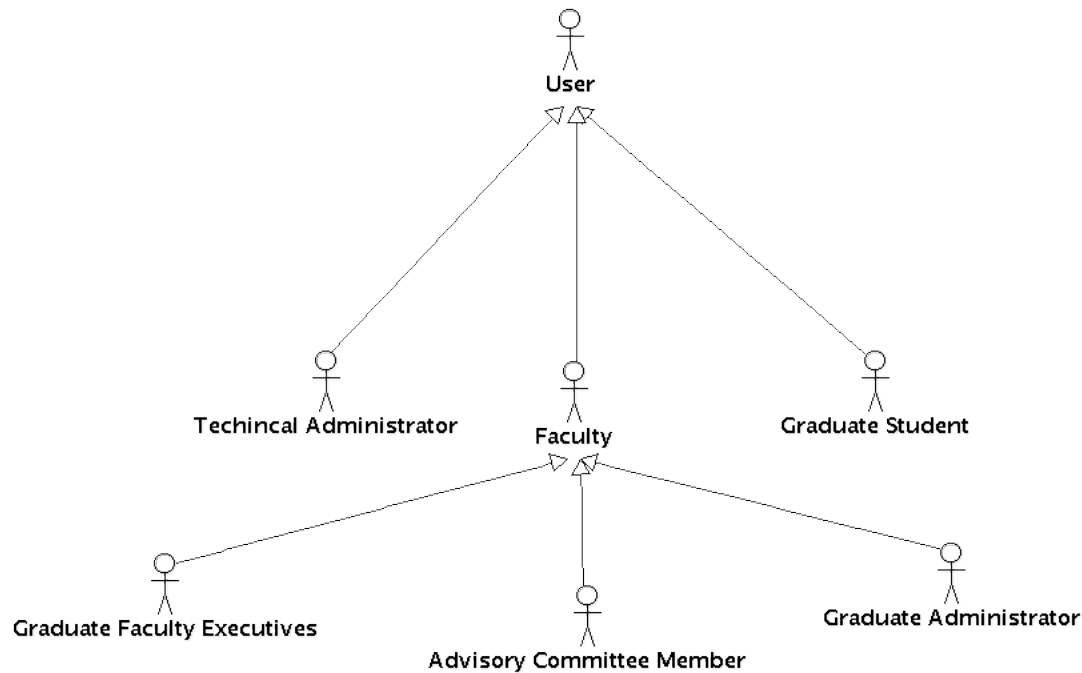 User
Techincal Administrator
Faculty
Graduate Student
Graduate Faculty Executives
Advisory Committee Member
Graduate Administrator